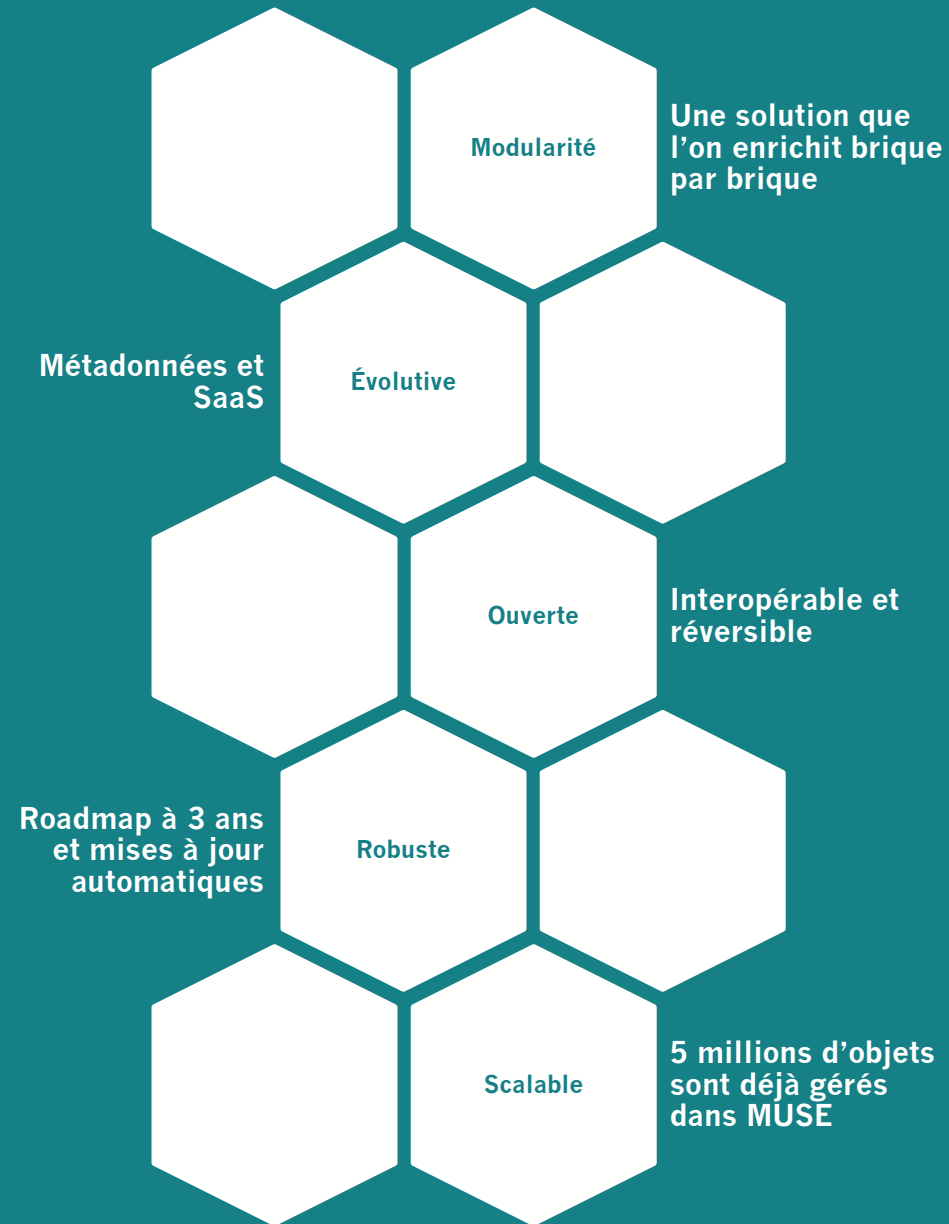 Modularité
Une solution que
l’on enrichit brique
par brique
Métadonnées et
SaaS
Évolutive
Ouverte
Interopérable et
réversible
Roadmap à 3 ans
et mises à jour
automatiques
Robuste
Scalable
5 millions d’objets
sont déjà gérés
dans MUSE